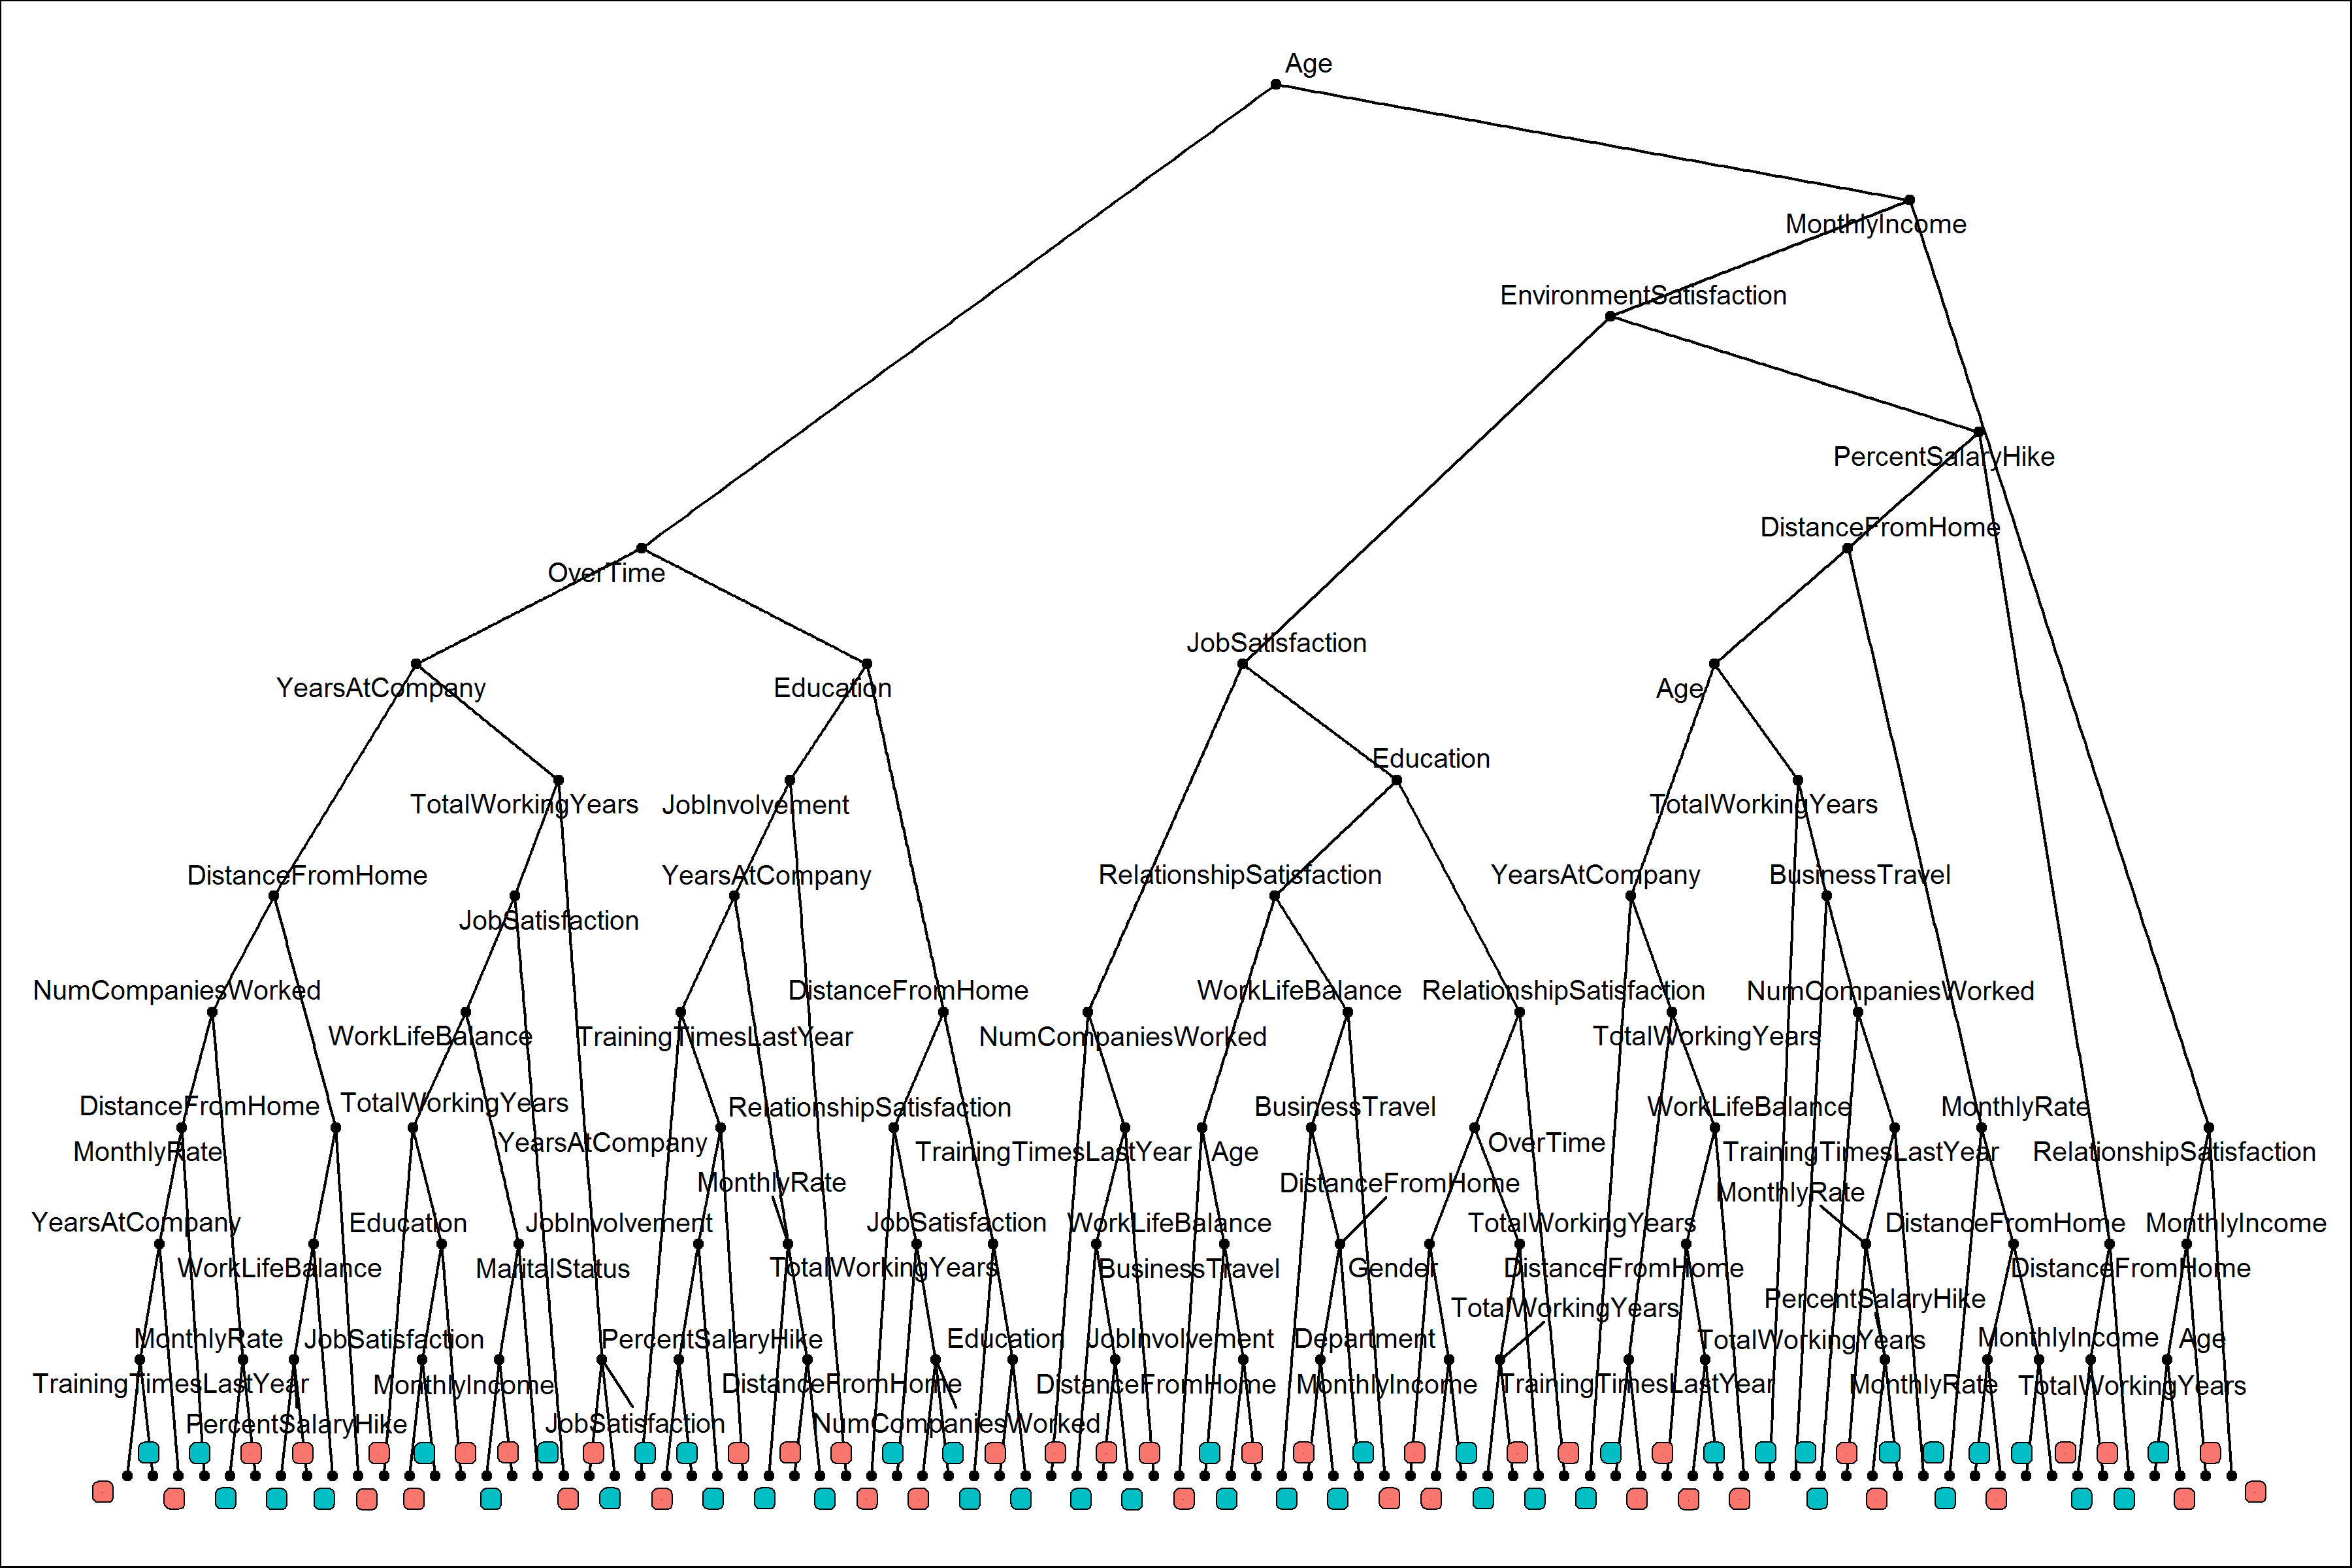 Age
MonthlyIncome
EnvironmentSatisfaction
PercentSalaryHike
DistanceFromHome
OverTime
JobSatisfaction
YearsAtCompany
Education
Age
Education
TotalWorkingYears
JobInvolvement
TotalWorkingYears
DistanceFromHome
YearsAtCompany
RelationshipSatisfaction
YearsAtCompany
BusinessTravel
JobSatisfaction
NumCompaniesWorked
DistanceFromHome
WorkLifeBalance
RelationshipSatisfaction
NumCompaniesWorked
WorkLifeBalance
TrainingTimesLastYear
NumCompaniesWorked
TotalWorkingYears
DistanceFromHome
TotalWorkingYears
RelationshipSatisfaction
BusinessTravel
WorkLifeBalance
MonthlyRate
MonthlyRate
YearsAtCompany
TrainingTimesLastYear
Age
OverTime
TrainingTimesLastYear
RelationshipSatisfaction
MonthlyRate
DistanceFromHome
MonthlyRate
YearsAtCompany
Education
JobInvolvement
JobSatisfaction
WorkLifeBalance
TotalWorkingYears
DistanceFromHome
MonthlyIncome
WorkLifeBalance
MaritalStatus
TotalWorkingYears
BusinessTravel
Gender
DistanceFromHome
DistanceFromHome
TotalWorkingYears
PercentSalaryHike
MonthlyRate
JobSatisfaction
PercentSalaryHike
Education
JobInvolvement
Department
TotalWorkingYears
MonthlyIncome
Age
TrainingTimesLastYear
MonthlyIncome
DistanceFromHome
DistanceFromHome
MonthlyIncome
TrainingTimesLastYear
MonthlyRate
TotalWorkingYears
PercentSalaryHike
JobSatisfaction
NumCompaniesWorked